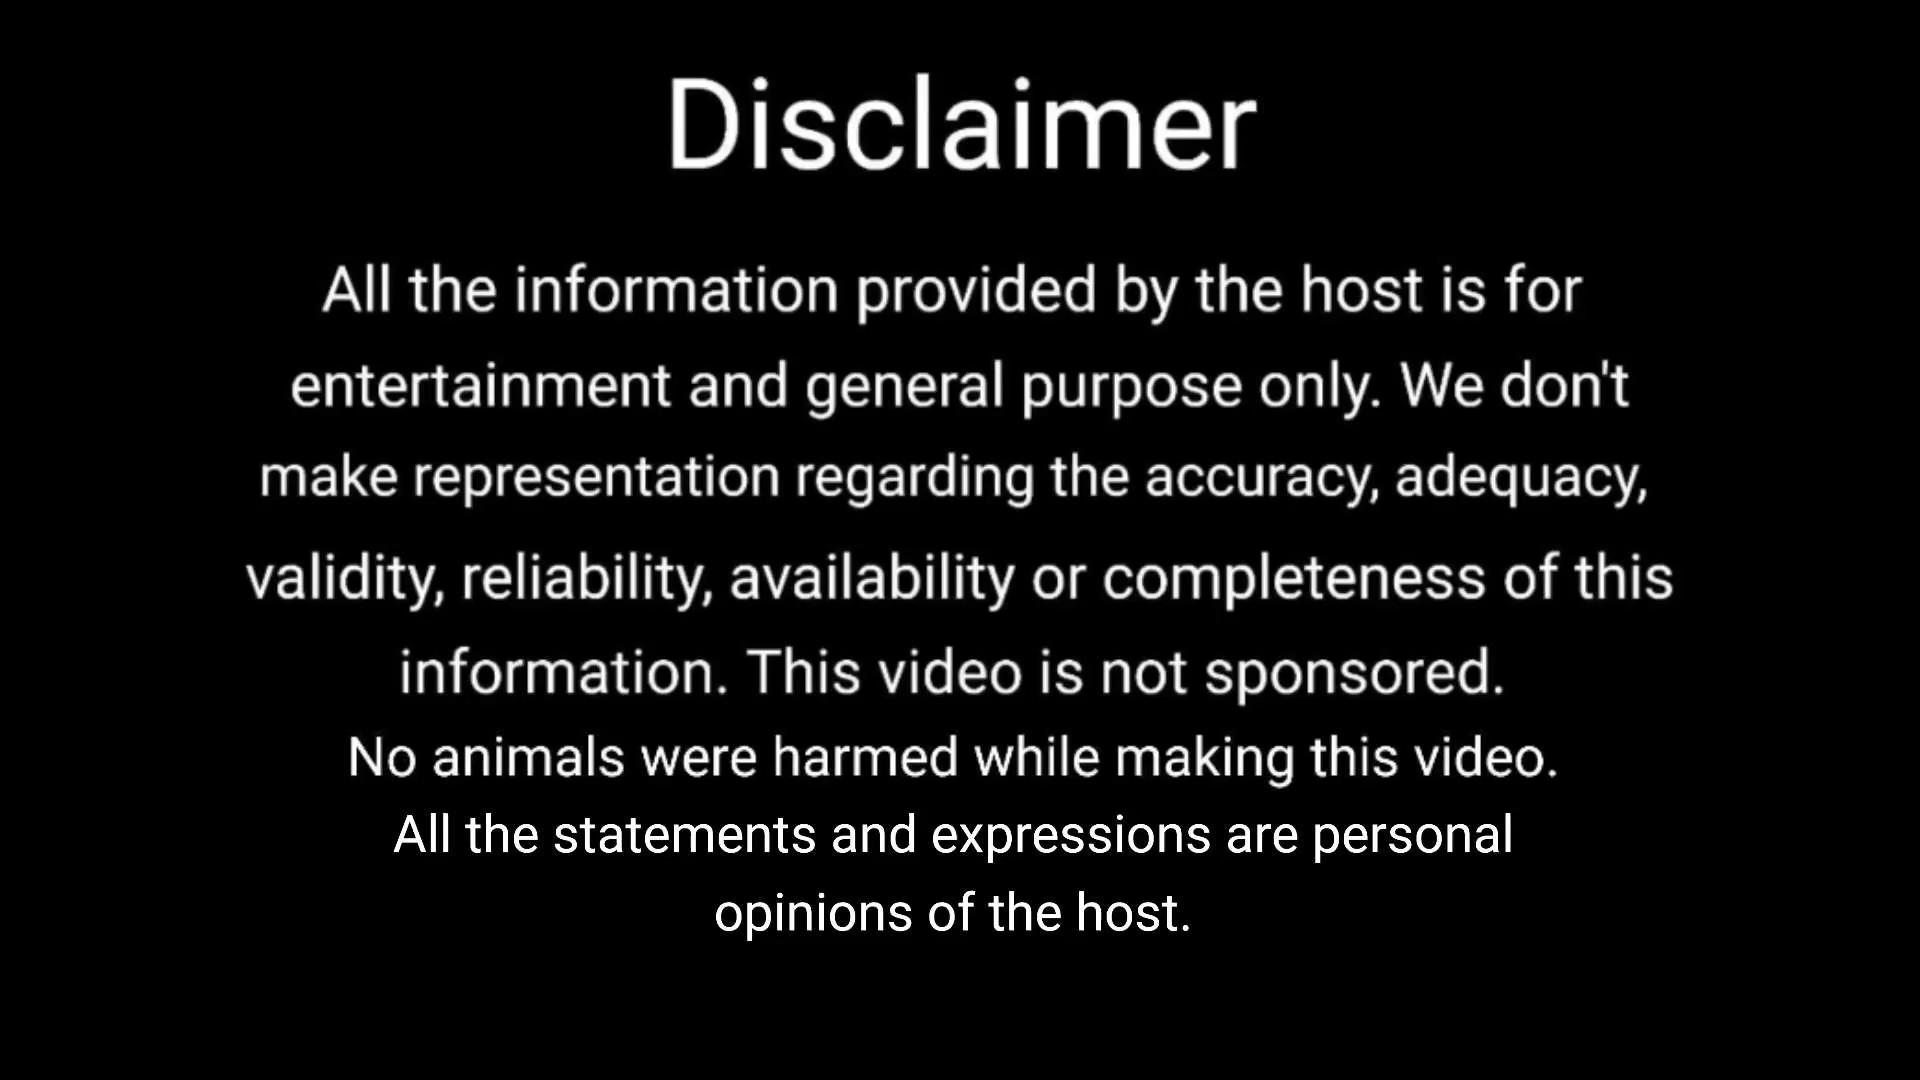 Disclaimer
All the information provided by the host is for
entertainment and general purpose only. We don't
make representation regarding the accuracy, adequacy,
validity, reliability, availability or completeness of this
information. This video is not sponsored.
No animals were harmed while making this video.
All the statements and expressions are personal
opinions of the host.